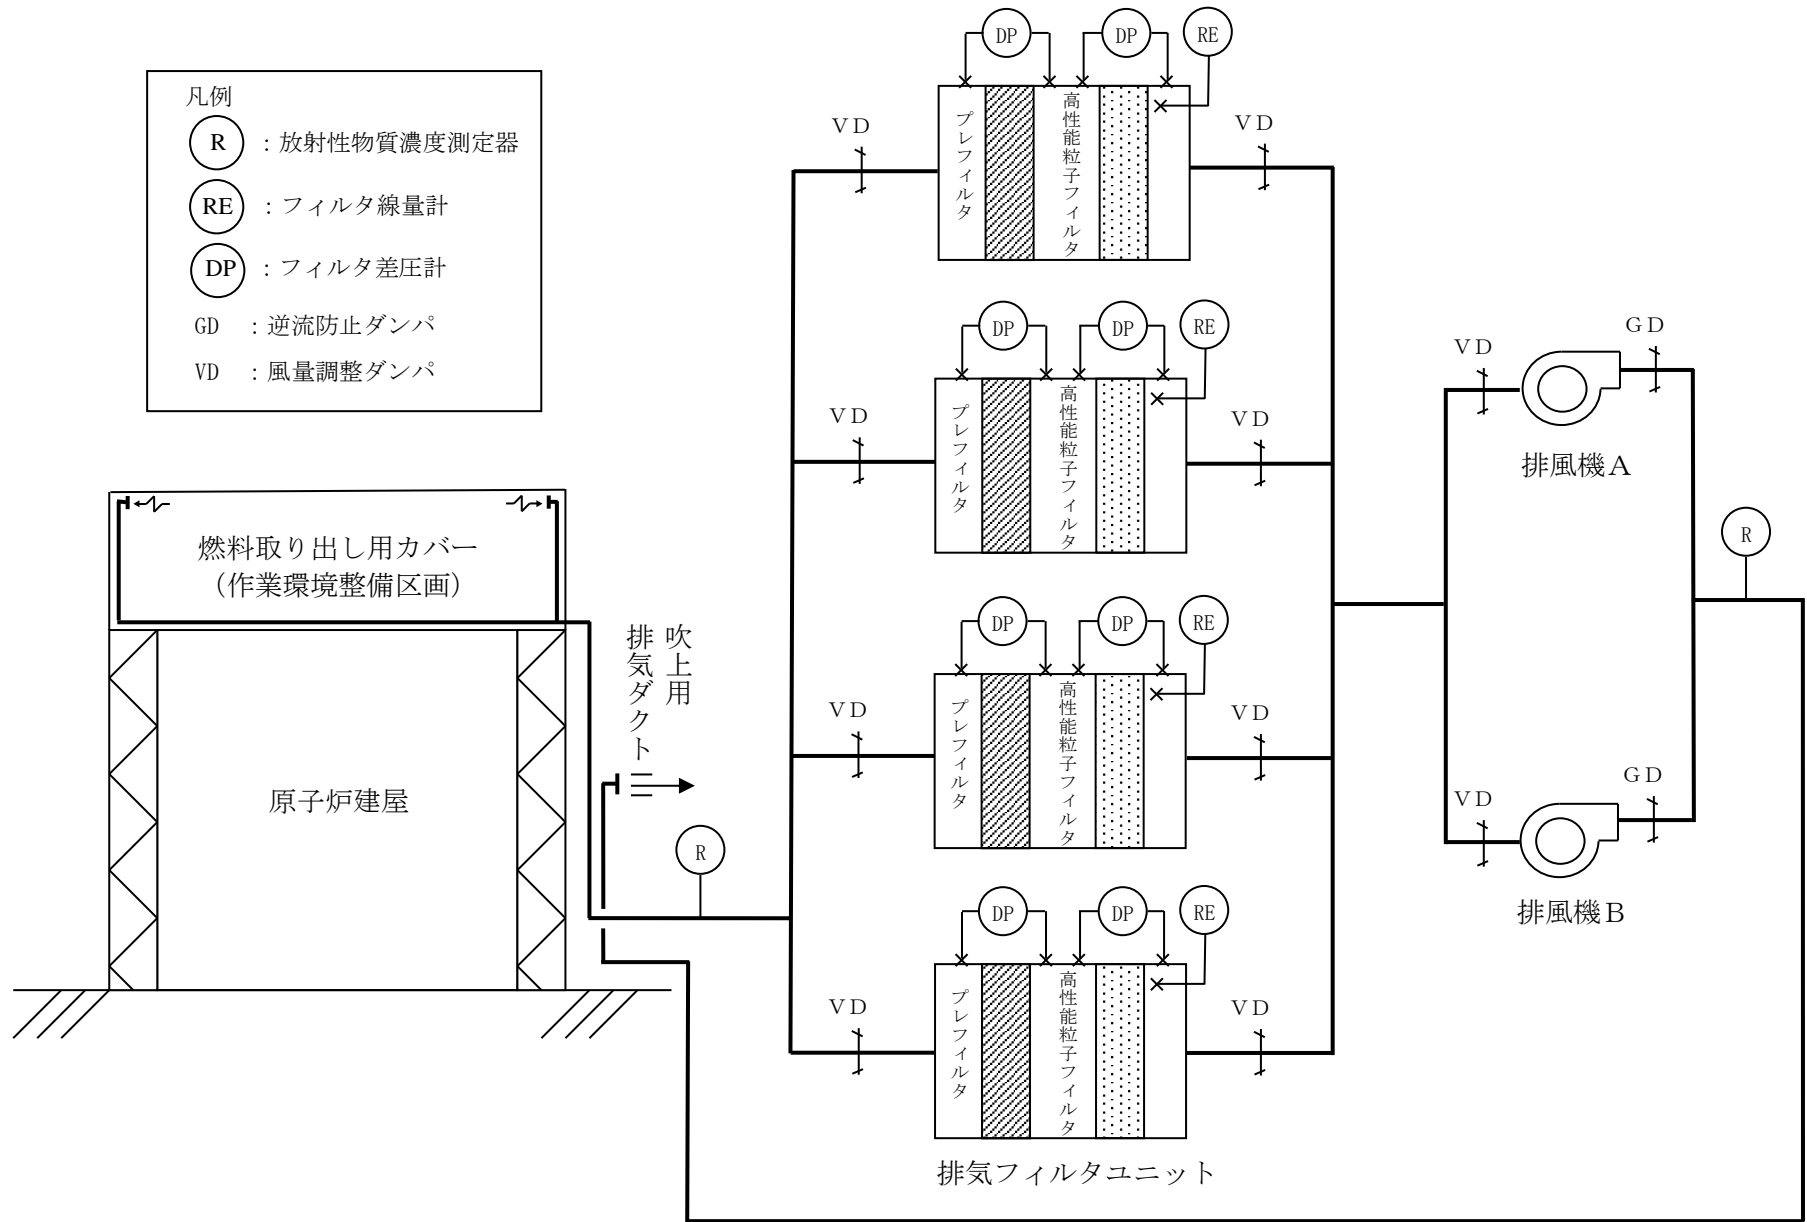 凡例
R ：放射性物質濃度測定器
RE ：フィルタ線量計
DP ：フィルタ差圧計
GD ：逆流防止ダンパ
VD ：風量調整ダンパ
DP DP RE
ＶＤ
プレフィルタ
高性能粒子フィルタ
ＶＤ
DP DP RE
ＶＤ
プレフィルタ
高性能粒子フィルタ
ＶＤ
DP DP RE
ＶＤ
プレフィルタ
高性能粒子フィルタ
ＶＤ
DP DP RE
ＶＤ
プレフィルタ
高性能粒子フィルタ
ＶＤ
排気フィルタユニット
ＶＤ
ＧＤ
排風機Ａ
ＶＤ
ＧＤ
排風機Ｂ
R
燃料取り出し用カバー
（作業環境整備区画）
原子炉建屋
吹上用
排気ダクト
R